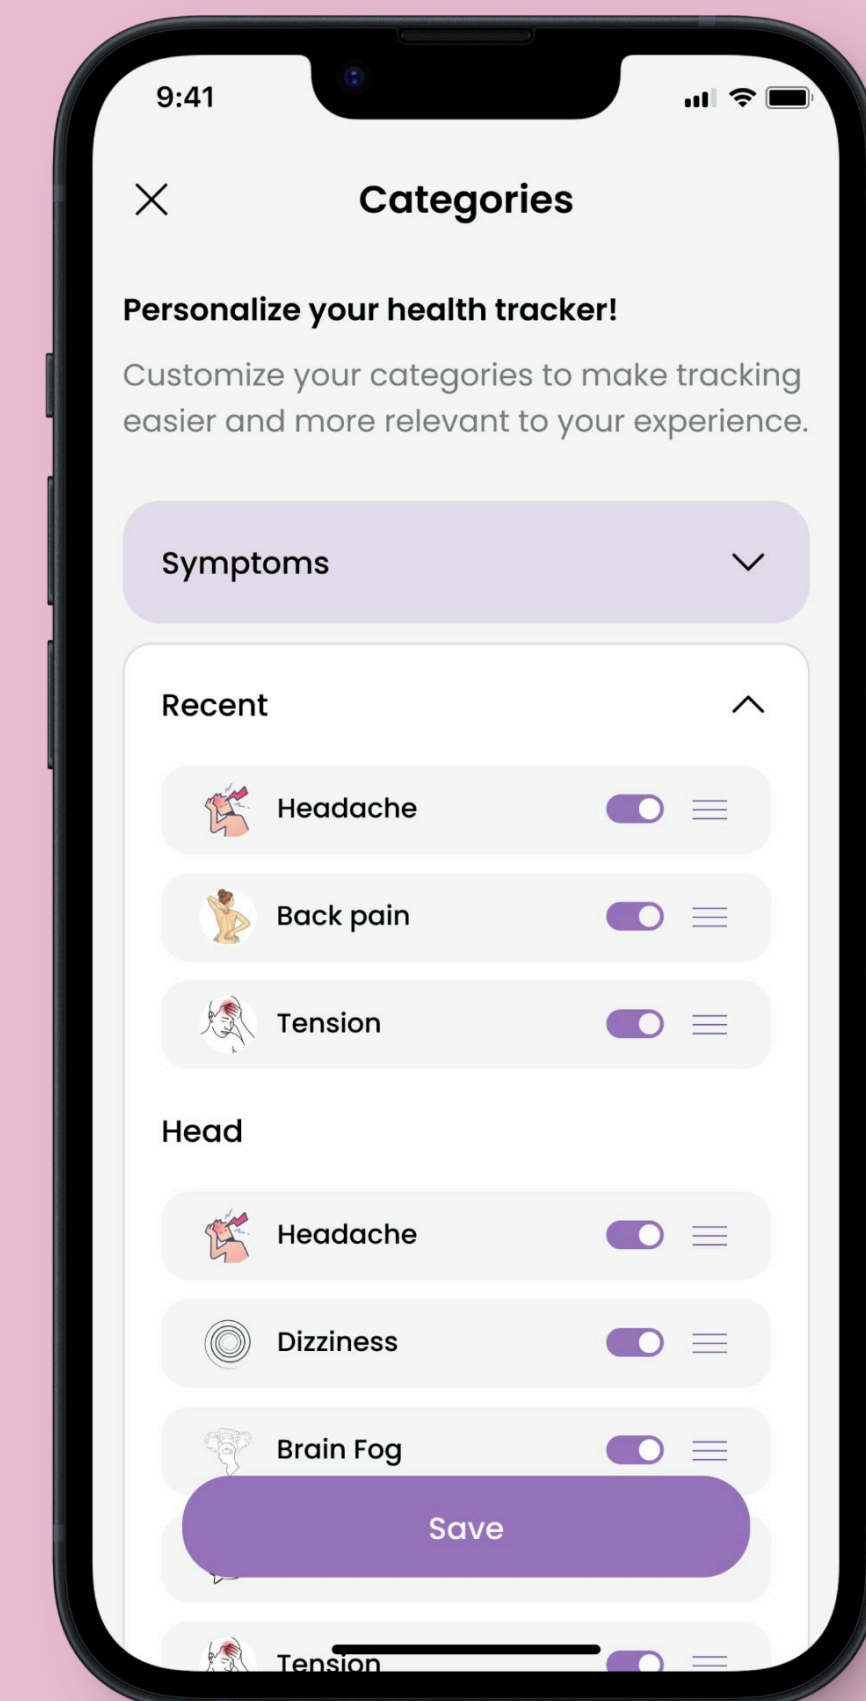 9:41
Categories
Personalize your health tracker!
Customize your categories to make tracking
easier and more relevant to your experience.
Symptoms
Recent
Headache
Back pain
Tension
Head
Headache
Dizziness
Brain Fog
Save
Tension